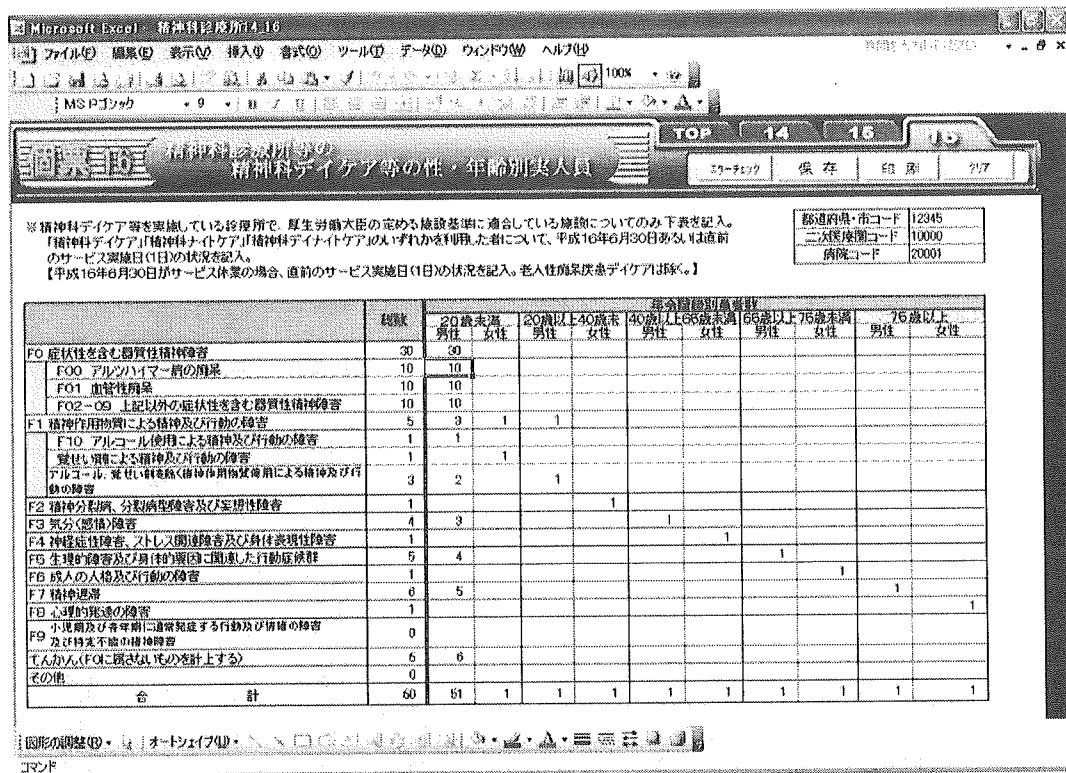 Microsoft Excel - 精神科診療所14_16
ファイル(F) 編集(E) 表示(V) 挿入(I) 書式(O) ツール(T) データ(D) ウィンドウ(W) ヘルプ(H)
100%
MS Pゴシック 9
TOP 14 15 16
問票16 精神科診療所等の
精神科デイケア等の性・年齢別実人員
エラーチェック 保存 印刷 クリア
※精神科デイケア等を実施している診療所で、厚生労働大臣の定める施設基準に適合している施設についてのみ下表を記入。
「精神科デイケア」「精神科ナイトケア」「精神科デイナイトケア」のいずれかを利用した者について、平成16年6月30日あるいは直前
のサービス実施日(1日)の状況を記入。
【平成16年6月30日がサービス休業の場合、直前のサービス実施日(1日)の状況を記入。老人性痴呆疾患デイケアは除く。】
都道府県・市コード 12345
二次医療圏コード 10000
病院コード 20001
年令階級別患者数
総数 20歳未満 20歳以上40歳未 40歳以上65歳未満 65歳以上75歳未満 75歳以上
男性 女性 男性 女性 男性 女性 男性 女性 男性 女性
F0 症状性を含む器質性精神障害 30 30
F00 アルツハイマー病の痴呆 10 10
F01 血管性痴呆 10 10
F02-09 上記以外の症状性を含む器質性精神障害 10 10
F1 精神作用物質による精神及び行動の障害 5 3 1 1
F10 アルコール使用による精神及び行動の障害 1 1
覚せい剤による精神及び行動の障害 1 1
アルコール、覚せい剤を除く精神作用物質使用による精神及び行
動の障害 3 2 1
F2 精神分裂病、分裂病型障害及び妄想性障害 1 1
F3 気分(感情)障害 4 3 1
F4 神経症性障害、ストレス関連障害及び身体表現性障害 1 1
F5 生理的障害及び身体的要因に関連した行動症候群 5 4 1
F6 成人の人格及び行動の障害 1 1
F7 精神遅滞 6 5 1
F8 心理的発達の障害 1 1
F9 小児期及び青年期に通常発症する行動及び情緒の障害
及び特定不能の精神障害 0
てんかん(F0に属さないものを計上する) 6 6
その他 0
合計 60 51 1 1 1 1 1 1 1 1 1
図形の調整(R) オートシェイプ(U)
コマンド